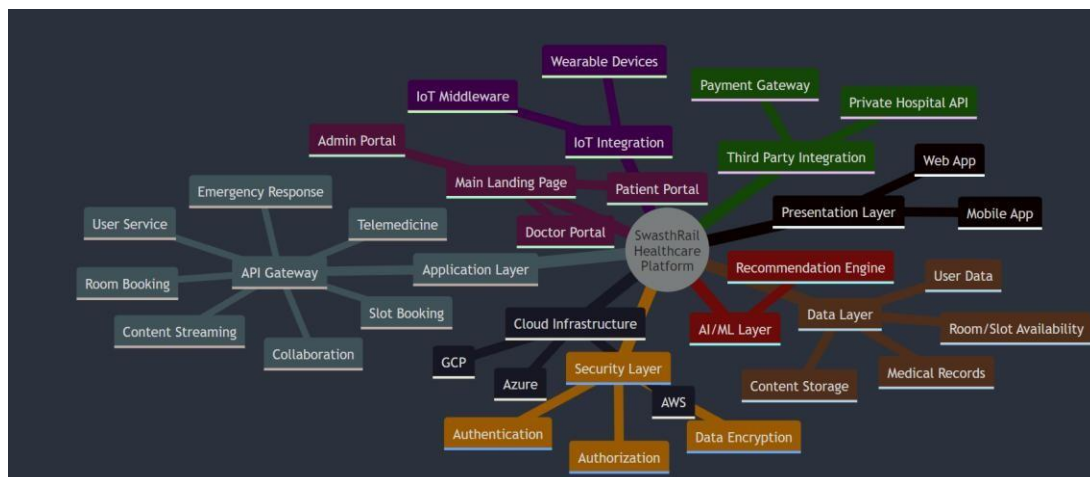 Wearable Devices
Payment Gateway
IoT Middleware
Private Hospital API
Admin Portal
IoT Integration
Third Party Integration
Web App
Emergency Response
Main Landing Page
Patient Portal
User Service
Telemedicine
Presentation Layer
Mobile App
Doctor Portal
SwasthRail
Healthcare
Platform
API Gateway
Application Layer
Recommendation Engine
User Data
Room Booking
Slot Booking
Cloud Infrastructure
AI/ML Layer
Data Layer
Room/Slot Availability
Content Streaming
Collaboration
GCP
Security Layer
Medical Records
Azure
Content Storage
AWS
Authentication
Data Encryption
Authorization